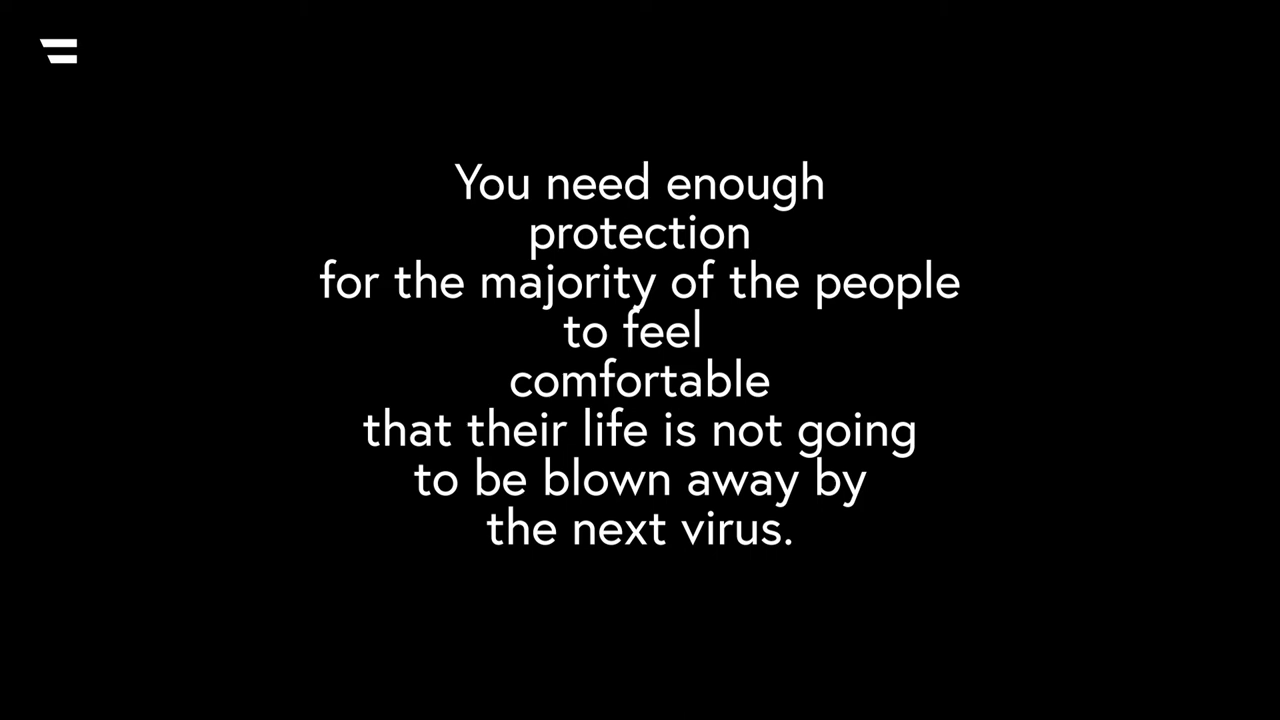 You need enough
protection
for the majority of the people
to feel
comfortable
that their life is not going
to be blown away by
the next virus.